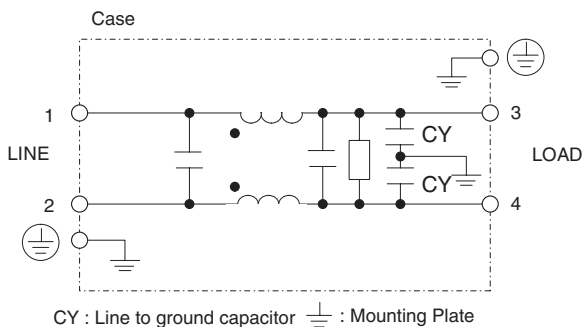 Case
1
3
LINE
CY
LOAD
CY
2
4
CY : Line to ground capacitor : Mounting Plate